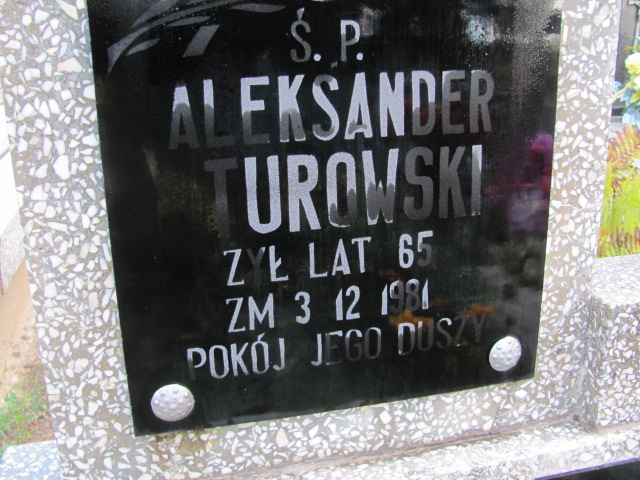 Ś. P.
ALEKSANDER
TUROWSKI
ŻYŁ LAT 65
ZM 3 12 1981
POKÓJ JEGO DUSZY